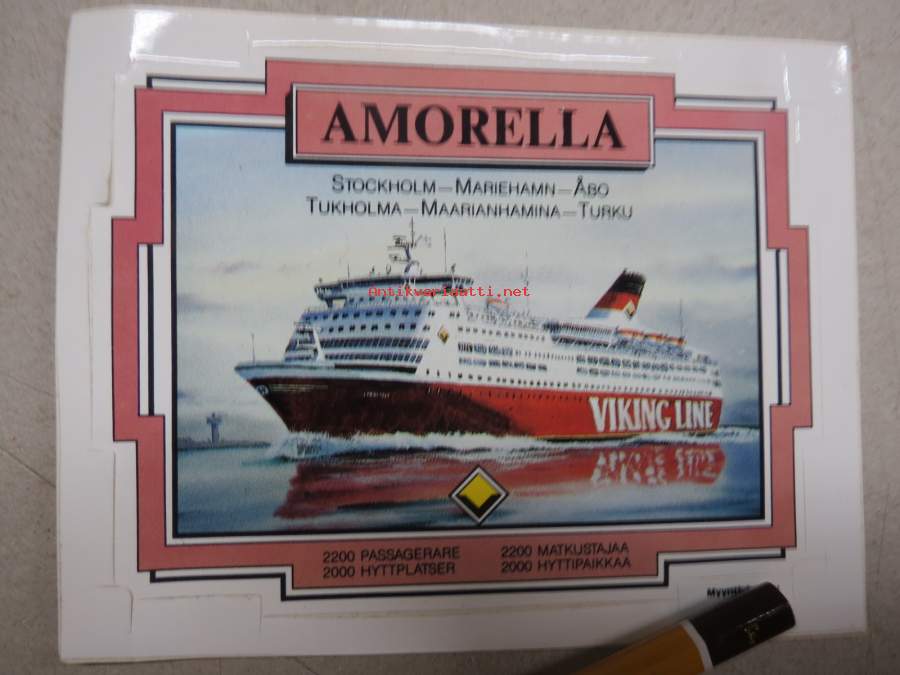 AMORELLA
STOCKHOLM–MARIEHAMN–ÅBO
TUKHOLMA–MAARIANHAMINA–TURKU
Antikvariaatti.net
VIKING LINE
2200 PASSAGERARE
2000 HYTTPLATSER
2200 MATKUSTAJAA
2000 HYTTIPAIKKAA